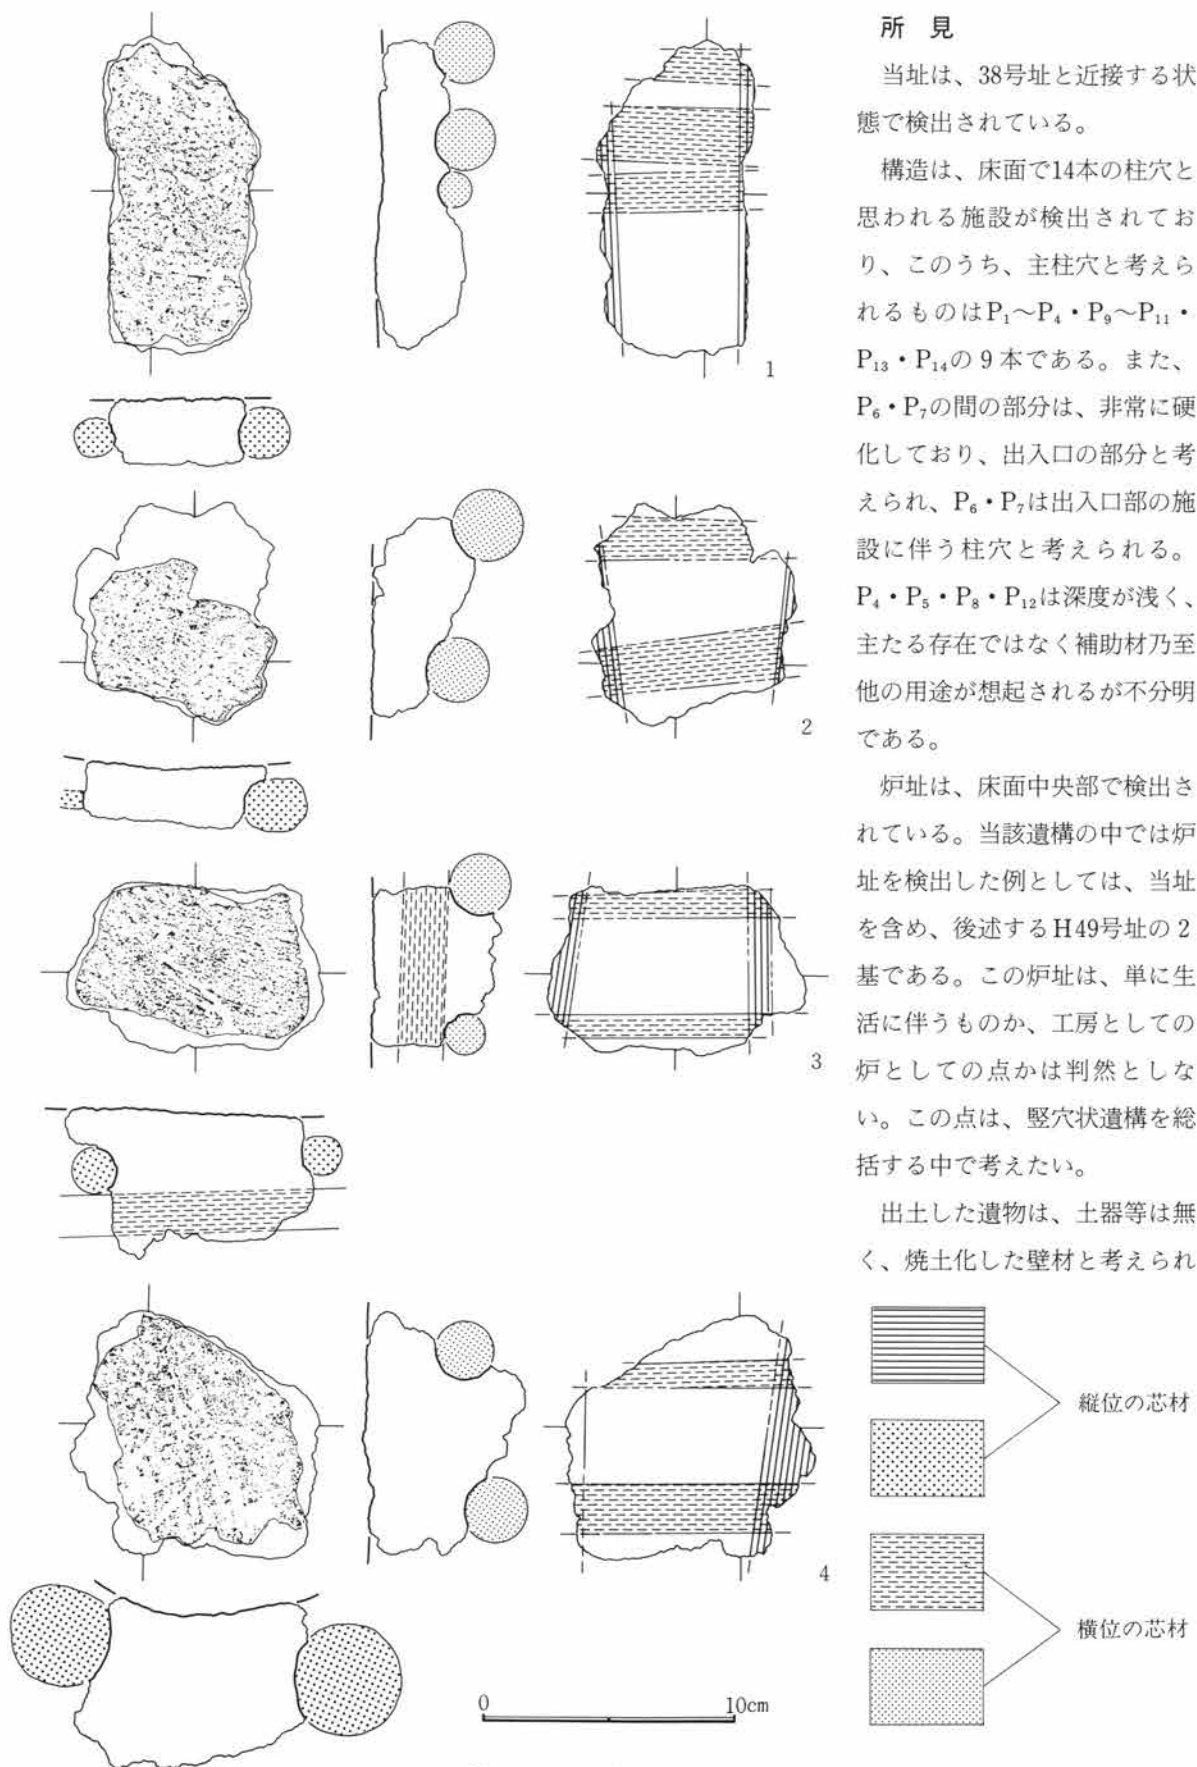 所　見
　当址は、38号址と近接する状
態で検出されている。
　構造は、床面で14本の柱穴と
思われる施設が検出されてお
り、このうち、主柱穴と考えら
れるものはP₁～P₄・P₉～P₁₁・
P₁₃・P₁₄の9本である。また、
P₆・P₇の間の部分は、非常に硬
化しており、出入口の部分と考
えられ、P₆・P₇は出入口部の施
設に伴う柱穴と考えられる。
P₄・P₅・P₈・P₁₂は深度が浅く、
主たる存在ではなく補助材乃至
他の用途が想起されるが不分明
である。
　炉址は、床面中央部で検出さ
れている。当該遺構の中では炉
址を検出した例としては、当址
を含め、後述するH49号址の2
基である。この炉址は、単に生
活に伴うものか、工房としての
炉としての点かは判然としな
い。この点は、竪穴状遺構を総
括する中で考えたい。
　出土した遺物は、土器等は無
く、焼土化した壁材と考えられ
1
2
3
4
縦位の芯材
横位の芯材
0　10cm